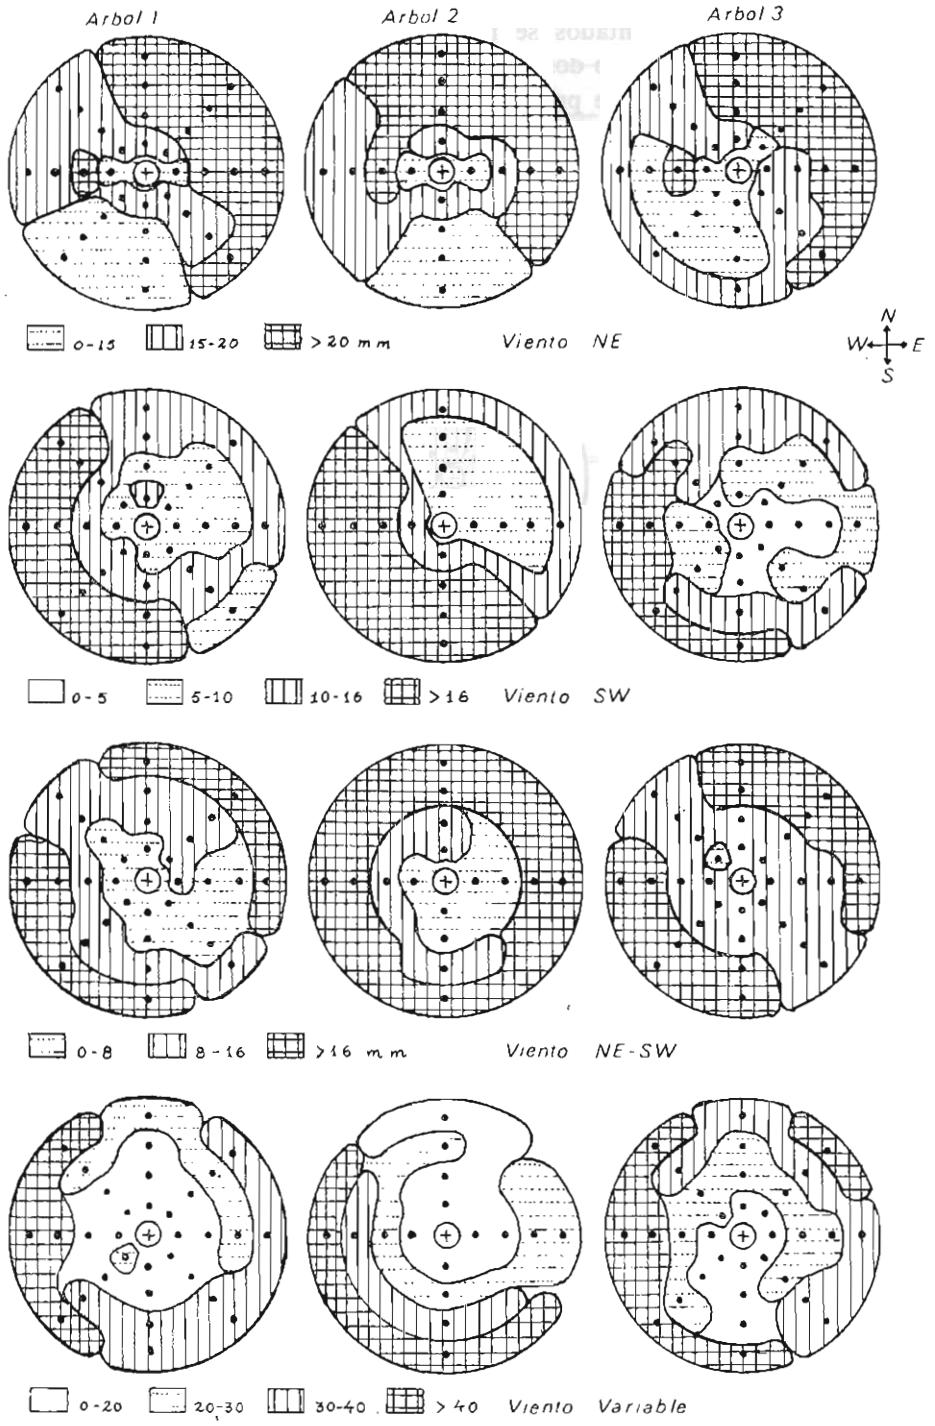 Arbol 1 Arbol 2 Arbol 3
0-15 15-20 >20 mm Viento NE
N
W E
S
0-5 5-10 10-16 >16 Viento SW
0-8 8-16 >16 mm Viento NE-SW
0-20 20-30 30-40 >40 Viento Variable